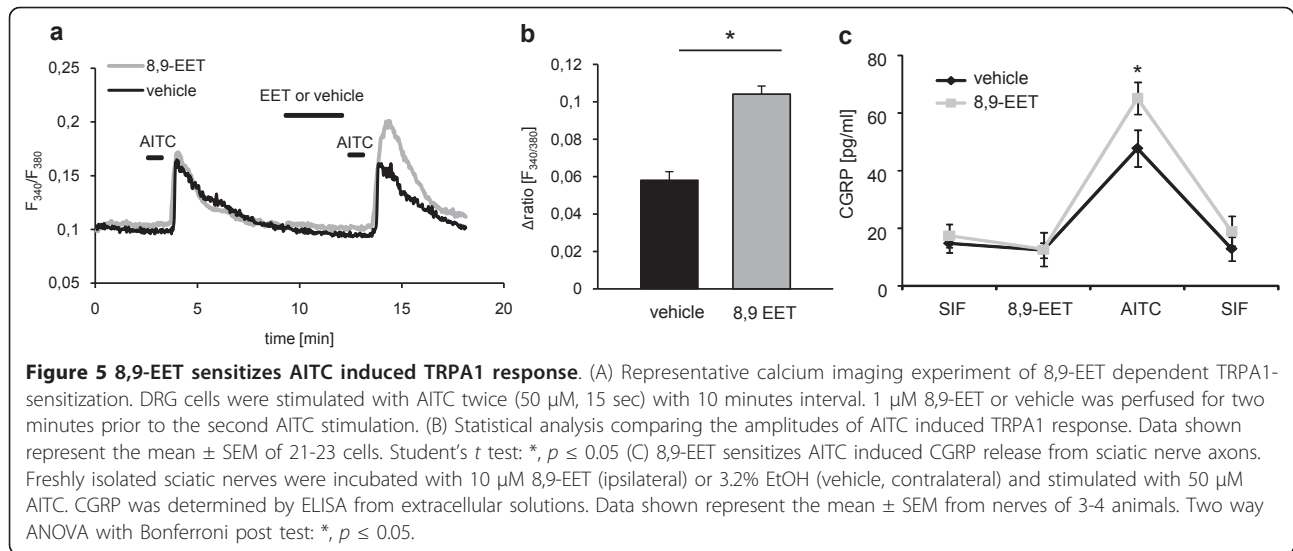 a
0,25
0,2
0,15
0,1
0,05
F340/F380
8,9-EET
vehicle
EET or vehicle
AITC
AITC
0
5
10
15
20
time [min]
b
*
0,12
0,1
0,08
0,06
0,04
0,02
0
Δratio [F340/380]
vehicle
8,9 EET
c
80
60
40
20
0
CGRP [pg/ml]
vehicle
8,9-EET
*
SIF
8,9-EET
AITC
SIF
Figure 5 8,9-EET sensitizes AITC induced TRPA1 response. (A) Representative calcium imaging experiment of 8,9-EET dependent TRPA1-
sensitization. DRG cells were stimulated with AITC twice (50 μM, 15 sec) with 10 minutes interval. 1 μM 8,9-EET or vehicle was perfused for two
minutes prior to the second AITC stimulation. (B) Statistical analysis comparing the amplitudes of AITC induced TRPA1 response. Data shown
represent the mean ± SEM of 21-23 cells. Student's t test: *, p ≤ 0.05 (C) 8,9-EET sensitizes AITC induced CGRP release from sciatic nerve axons.
Freshly isolated sciatic nerves were incubated with 10 μM 8,9-EET (ipsilateral) or 3.2% EtOH (vehicle, contralateral) and stimulated with 50 μM
AITC. CGRP was determined by ELISA from extracellular solutions. Data shown represent the mean ± SEM from nerves of 3-4 animals. Two way
ANOVA with Bonferroni post test: *, p ≤ 0.05.